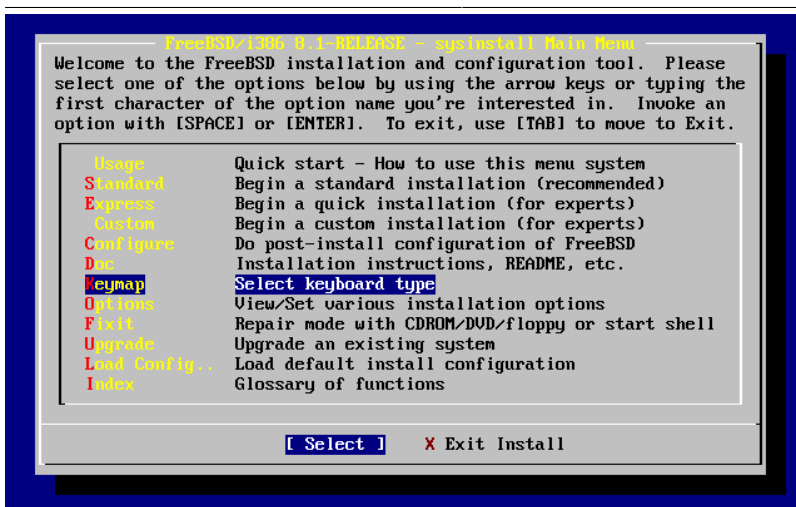 FreeBSD/i386 8.1-RELEASE - sysinstall Main Menu
Welcome to the FreeBSD installation and configuration tool. Please
select one of the options below by using the arrow keys or typing the
first character of the option name you're interested in. Invoke an
option with [SPACE] or [ENTER]. To exit, use [TAB] to move to Exit.
Usage Quick start - How to use this menu system
Standard Begin a standard installation (recommended)
Express Begin a quick installation (for experts)
Custom Begin a custom installation (for experts)
Configure Do post-install configuration of FreeBSD
Doc Installation instructions, README, etc.
Keymap Select keyboard type
Options View/Set various installation options
Fixit Repair mode with CDROM/DVD/floppy or start shell
Upgrade Upgrade an existing system
Load Config.. Load default install configuration
Index Glossary of functions
[ Select ] X Exit Install